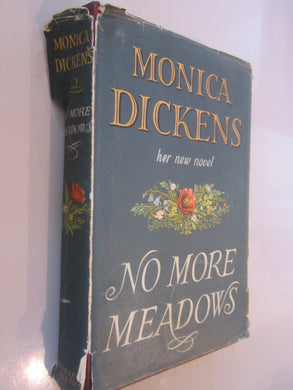 MONICA
DICKENS
NO MORE
MEADOWS
MONICA
DICKENS
her new novel
NO MORE
MEADOWS